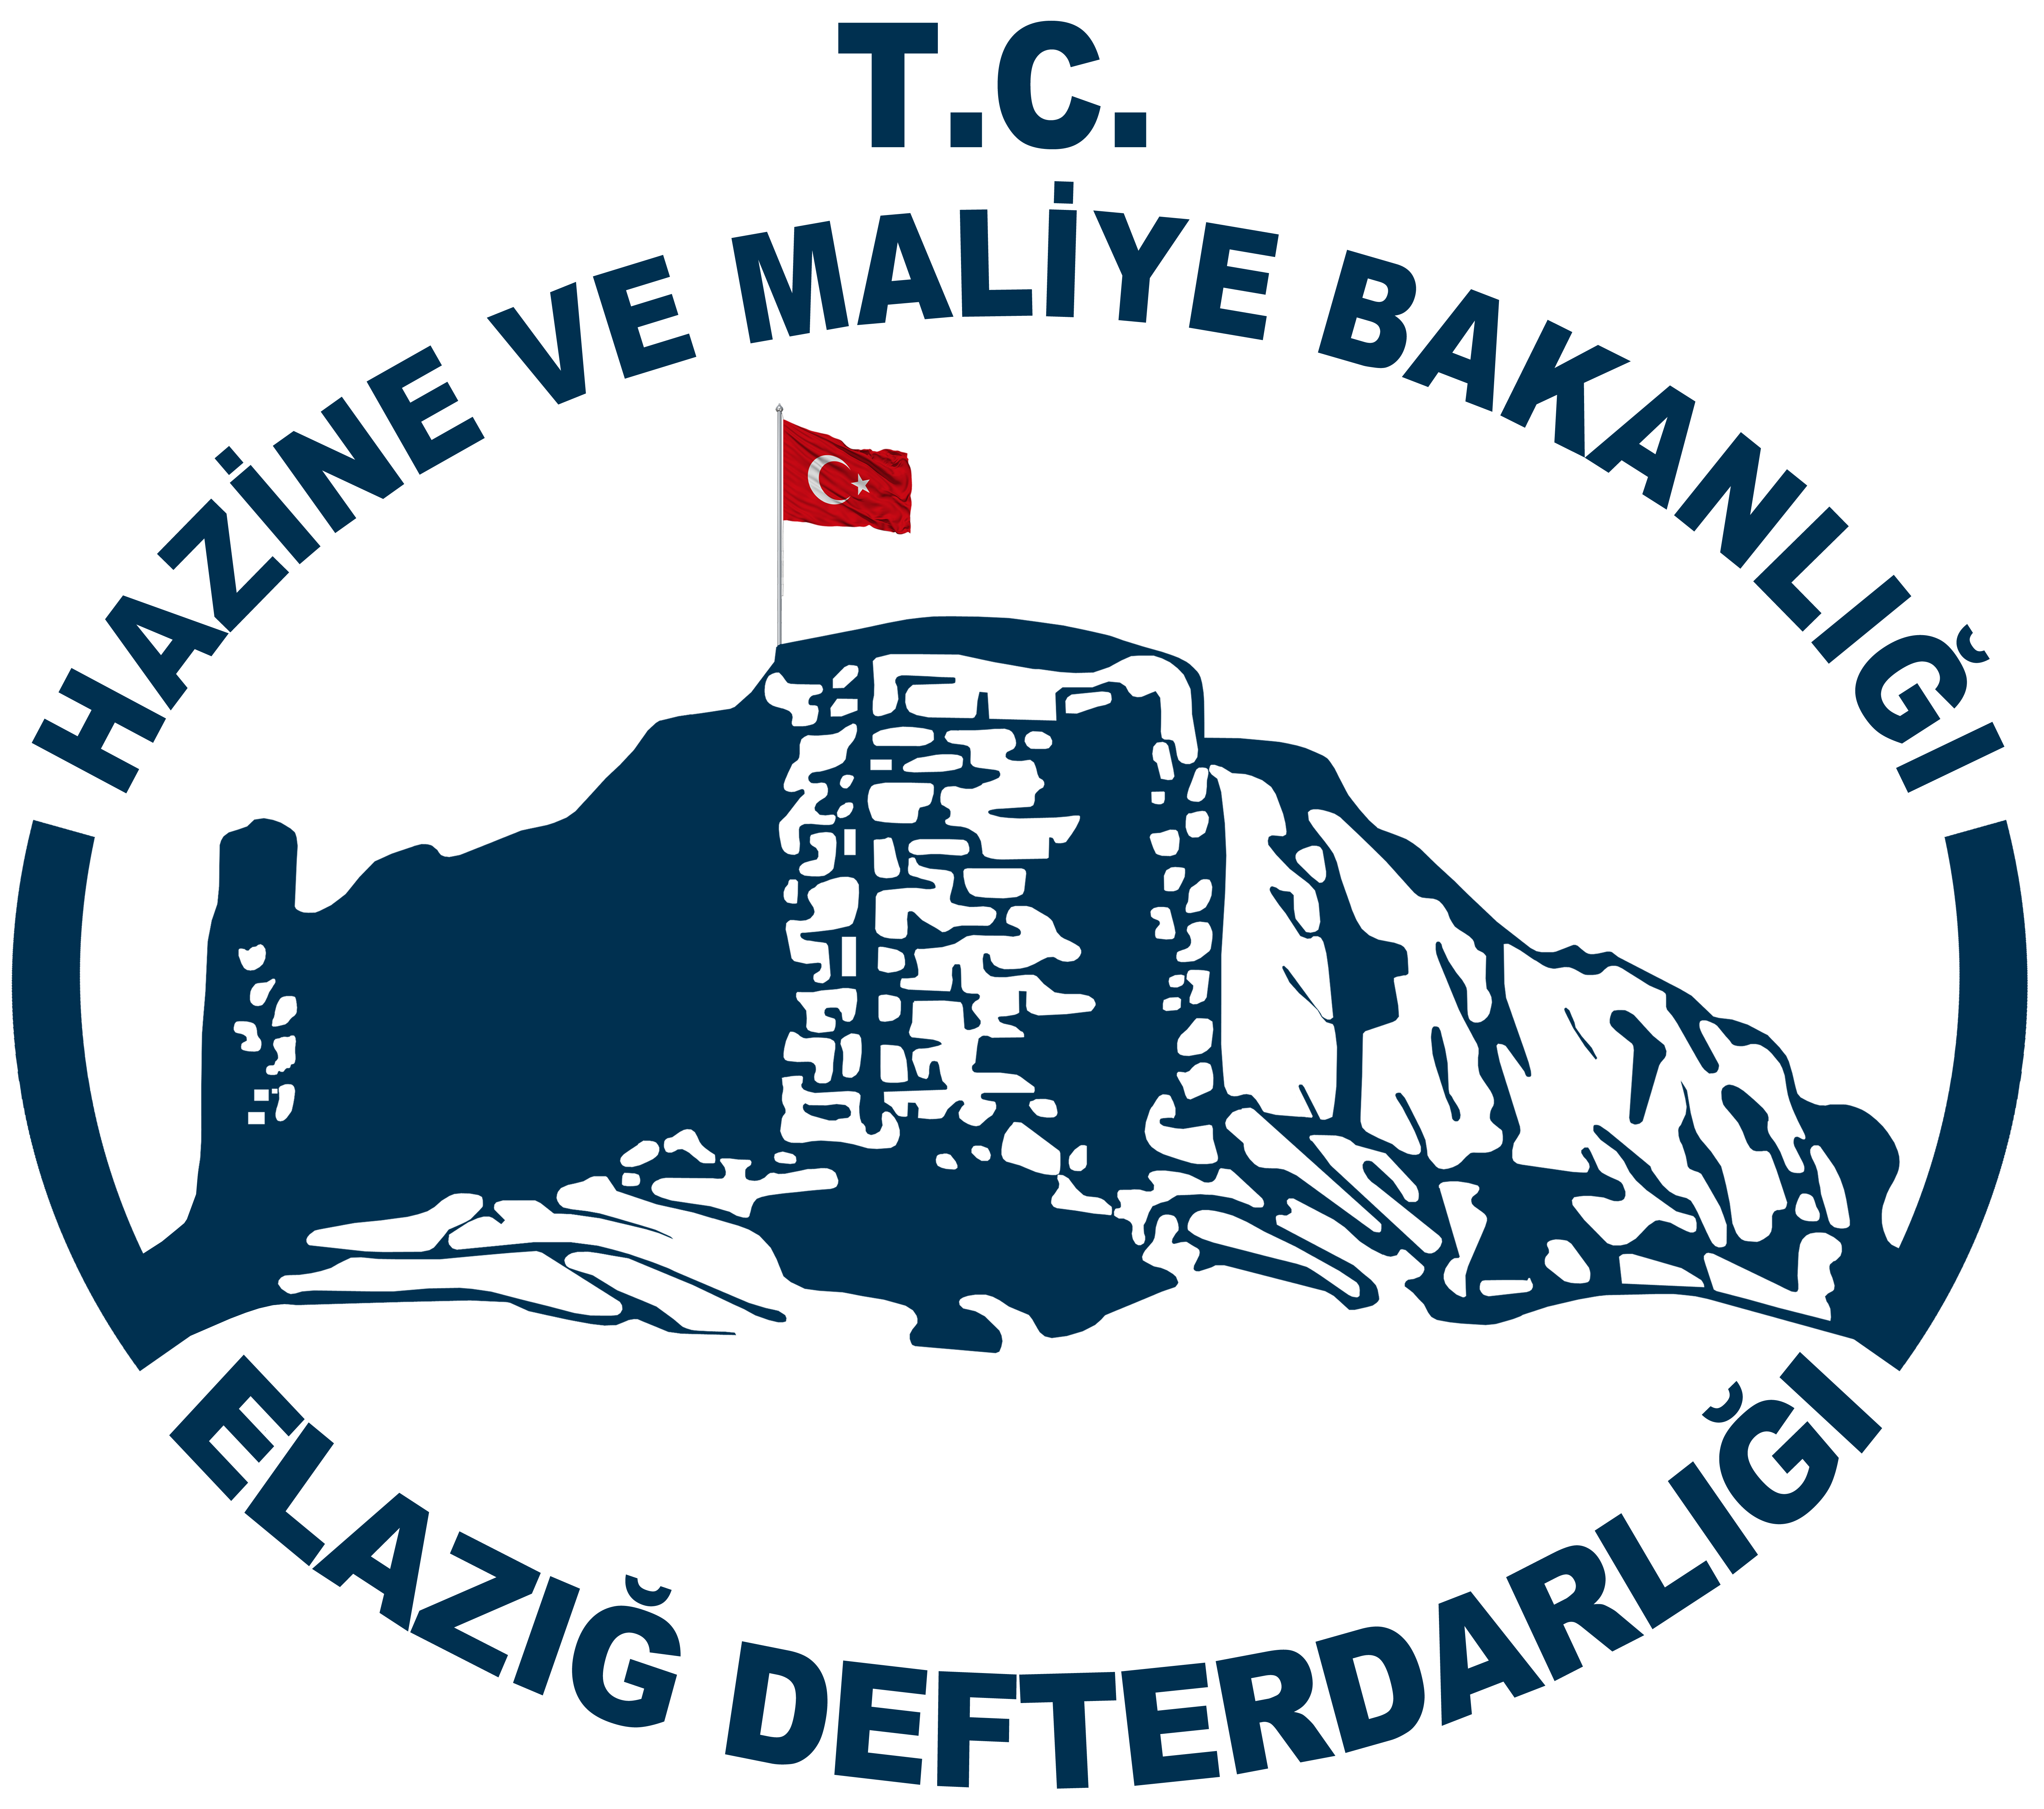 T.C.
HAZİNE VE MALİYE BAKANLIĞI
ELAZIĞ DEFTERDARLIĞI